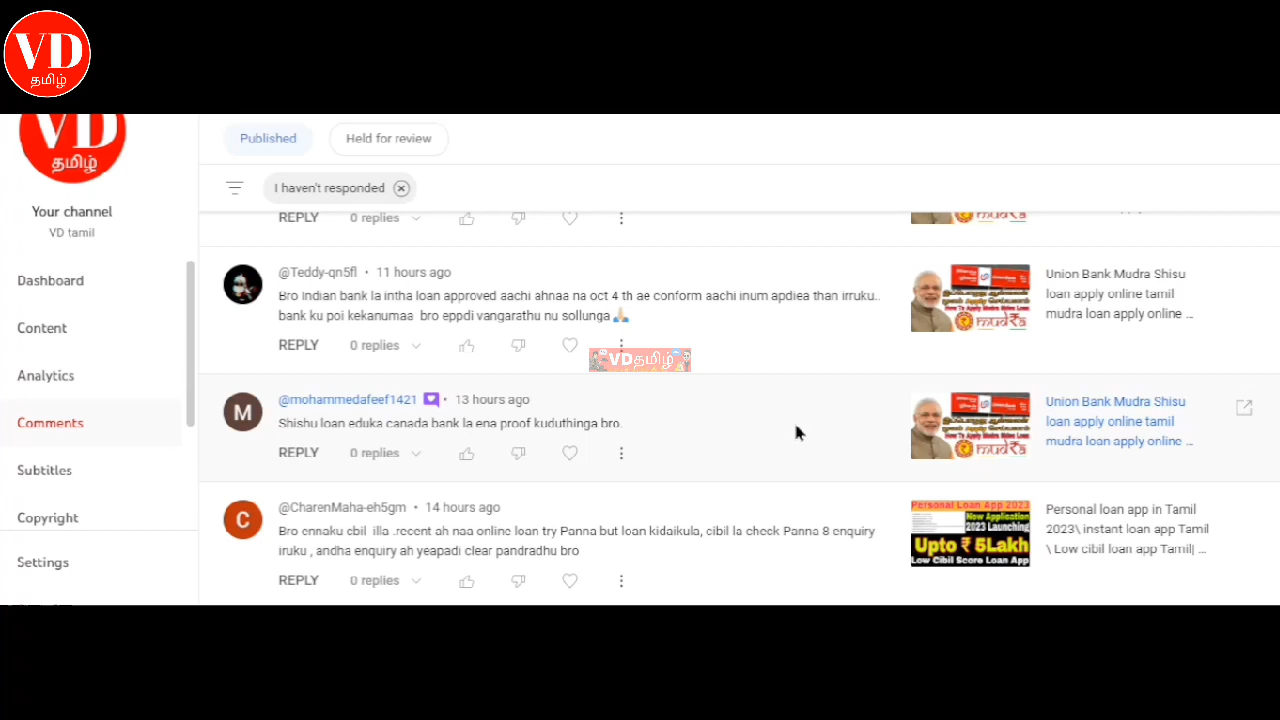 VD
தமிழ்
VD
தமிழ்
Your channel
VD tamil
Dashboard
Content
Analytics
Comments
Subtitles
Copyright
Settings
Published
Held for review
I haven't responded
REPLY 0 replies
@Teddy-qn5fl • 11 hours ago
Bro Indian bank la intha loan approved aachi ahnaa na oct 4 th ae conform aachi inum apdiea than irruku..
bank ku poi kekanumaa bro eppdi vangarathu nu sollunga🙏🏻
REPLY 0 replies
Union Bank Mudra Shisu
loan apply online tamil
mudra loan apply online ...
VDதமிழ்
@mohammedafeef1421 • 13 hours ago
Shishu loan eduka canada bank la ena proof kuduthinga bro.
REPLY 0 replies
Union Bank Mudra Shisu
loan apply online tamil
mudra loan apply online ...
M
@CharenMaha-eh5gm • 14 hours ago
Bro ennaku cbil illa .recent ah naa online loan try Panna but loan kidaikula, cibil la check Panna 8 enquiry
iruku , andha enquiry ah yeapadi clear pandradhu bro
REPLY 0 replies
C
Personal Loan App 2023
New Application
2023 Launching
Upto ₹ 5Lakh
Low Cibil Score Loan App
Personal loan app in Tamil
2023\ instant loan app Tamil
\ Low cibil loan app Tamil| ...